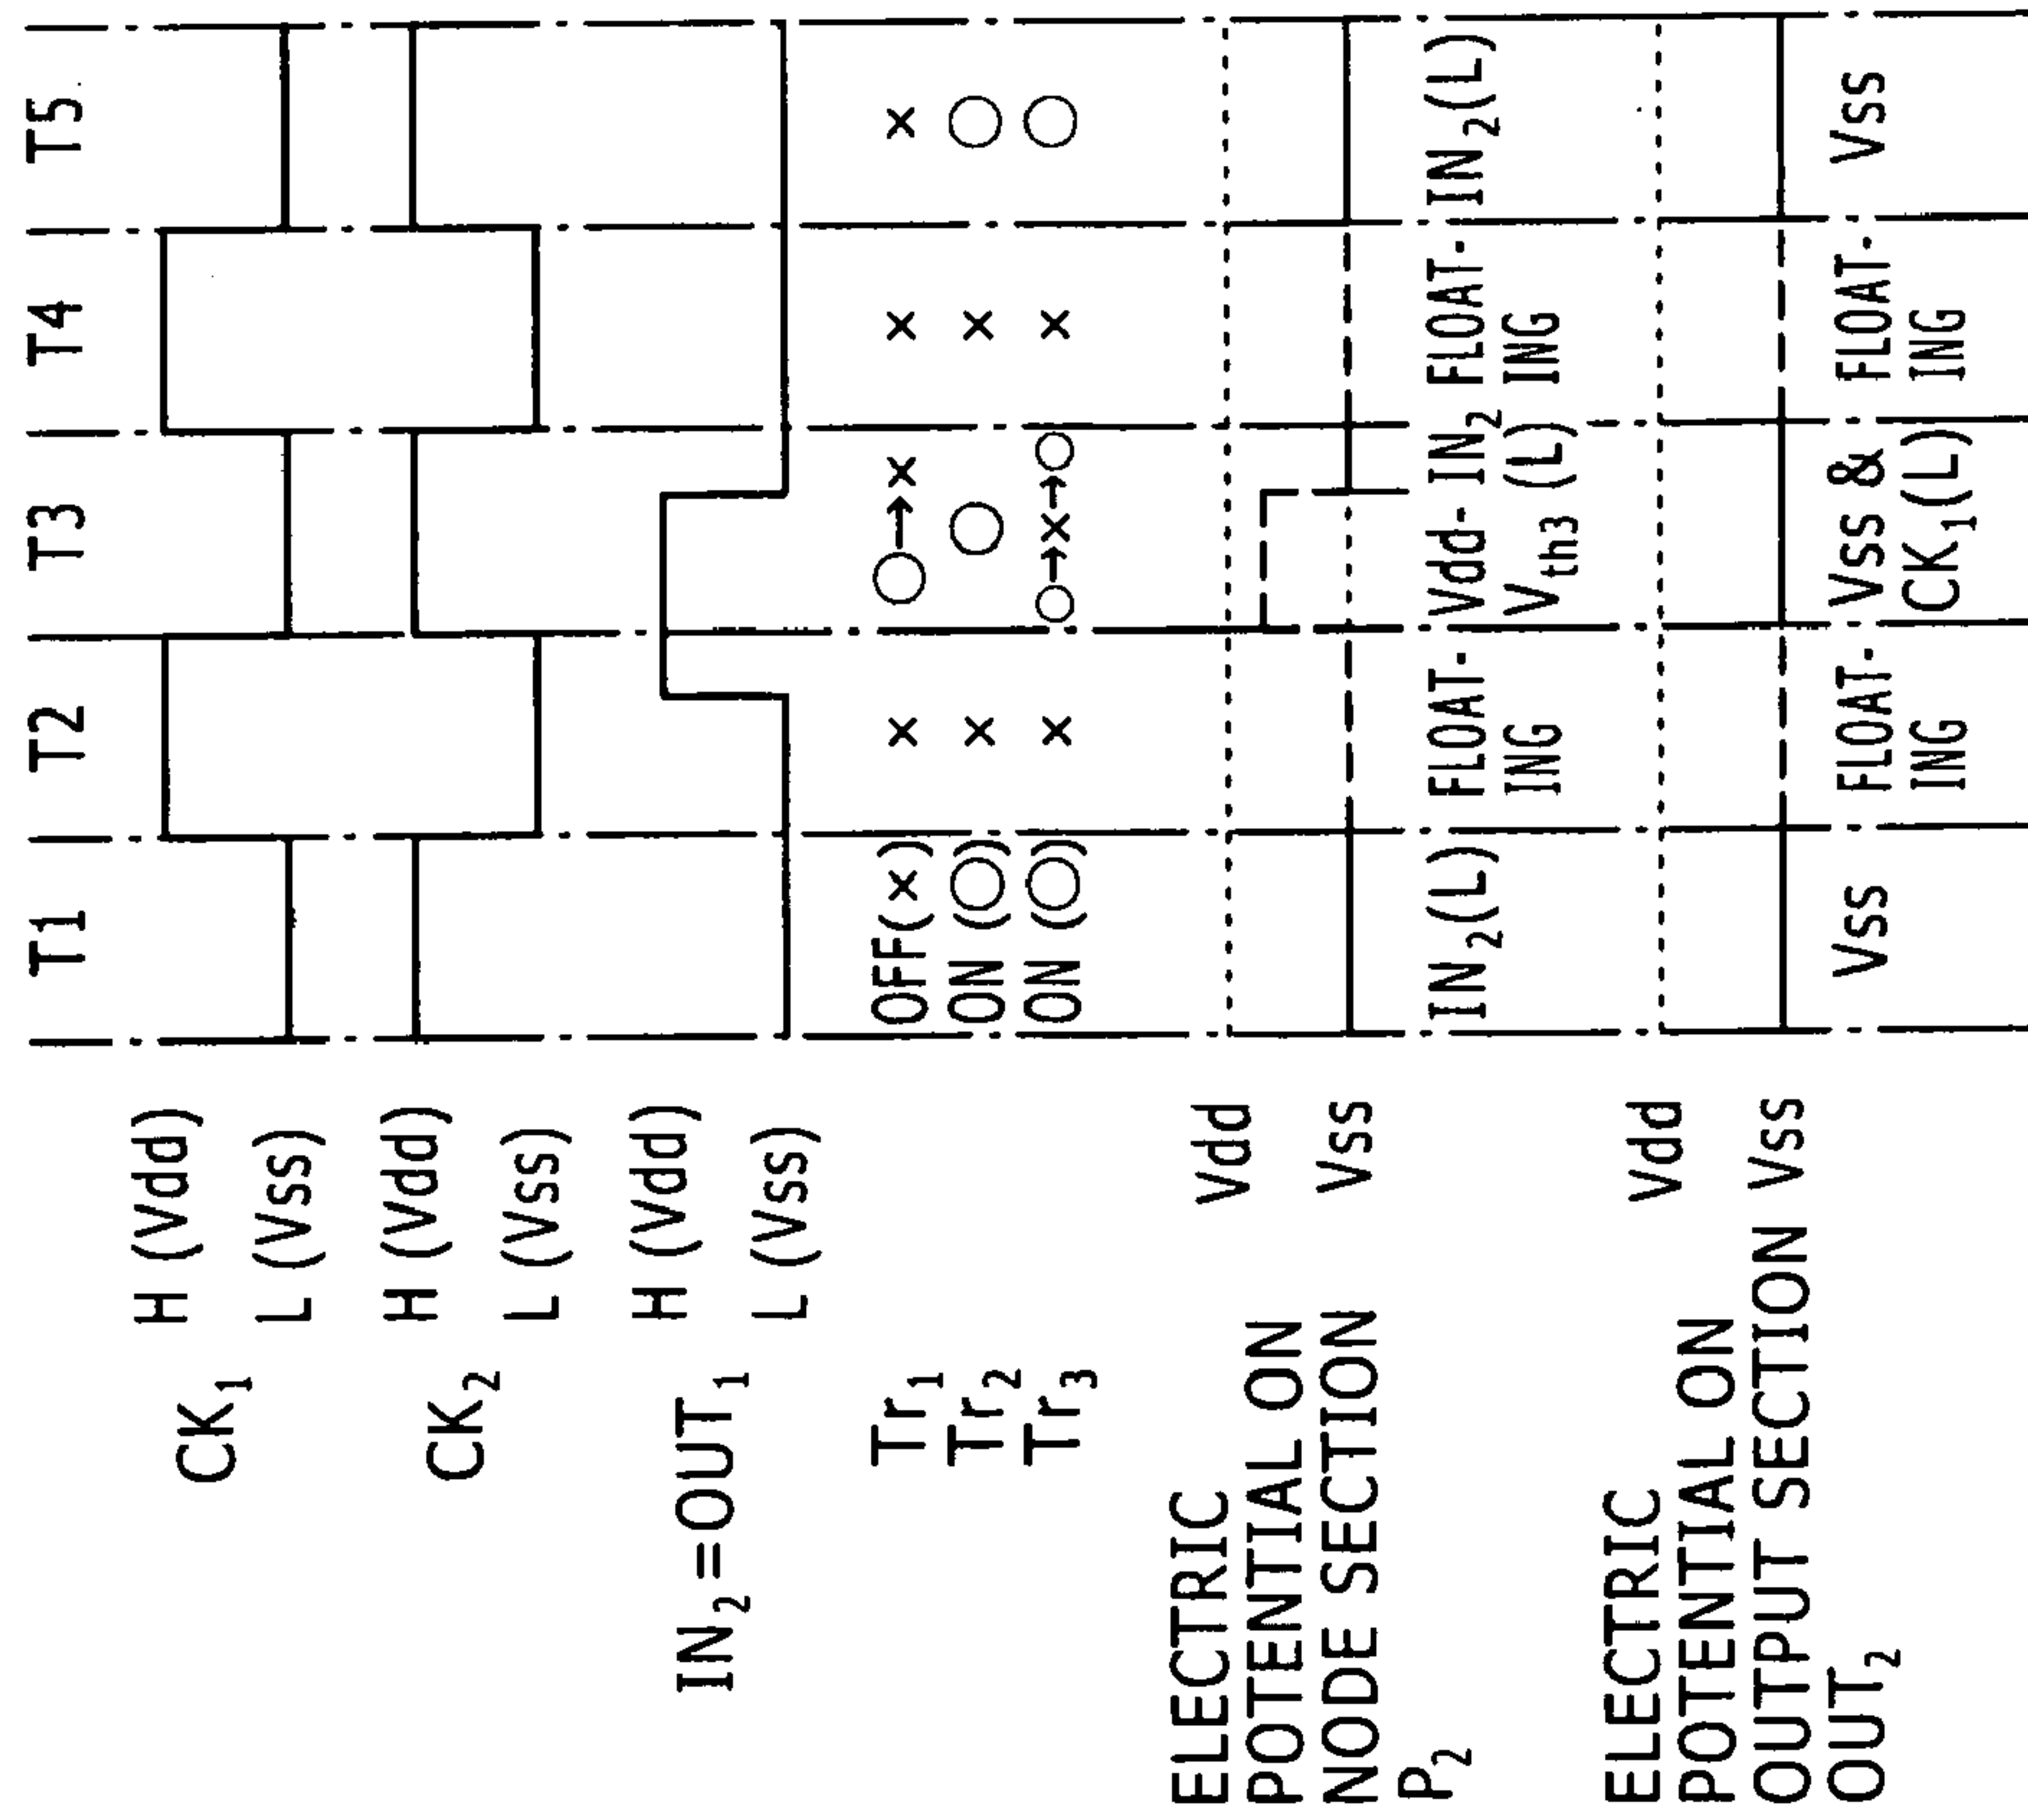 T1 T2 T3 T4 T5
H (Vdd)
CK₁
L (Vss)
H (Vdd)
CK₂
L (Vss)
H (Vdd)
IN₂=OUT₁
L (Vss)
Tr₁ OFF(×) × ○→× × ×
Tr₂ ON (○) × ○ × ○
Tr₃ ON (○) × ○→×→○ × ○
ELECTRIC Vdd
POTENTIAL ON
NODE SECTION Vss
P₂
IN₂(L) FLOAT- Vdd- IN₂ FLOAT- IN₂(L)
ING Vth3 (L) ING
ELECTRIC Vdd
POTENTIAL ON
OUTPUT SECTION Vss
OUT₂
Vss FLOAT- Vss & FLOAT- Vss
ING CK₁(L) ING